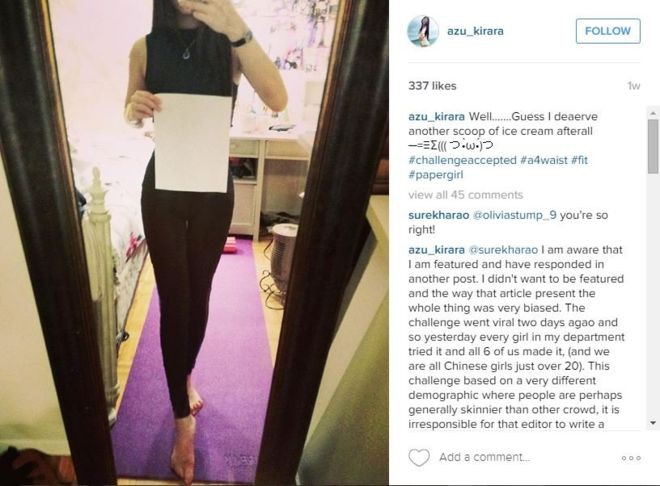 azu_kirara
FOLLOW
337 likes
1w
azu_kirara Well.......Guess I deaerve
another scoop of ice cream afterall
─=≡Σ((( つ•̀ω•́)つ
#challengeaccepted #a4waist #fit
#papergirl
view all 45 comments
surekharao @oliviastump_9 you're so
right!
azu_kirara @surekharao I am aware that
I am featured and have responded in
another post. I didn't want to be featured
and the way that article present the
whole thing was very biased. The
challenge went viral two days agao and
so yesterday every girl in my department
tried it and all 6 of us made it, (and we
are all Chinese girls just over 20). This
challenge based on a very different
demographic where people are perhaps
generally skinnier than other crowd, it is
irresponsible for that editor to write a
Add a comment...